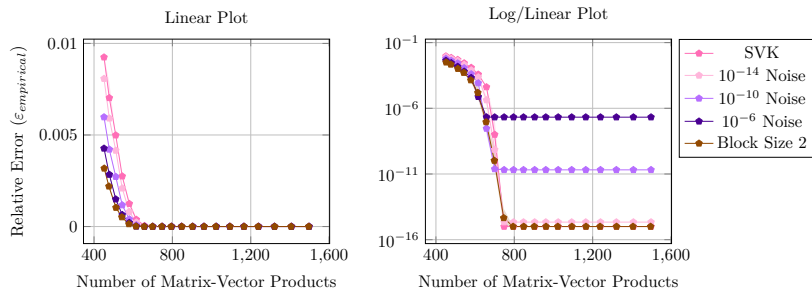 Linear Plot
Relative Error (ε_empirical)
0.01
0.005
0
400 800 1,200 1,600
Number of Matrix-Vector Products
Log/Linear Plot
10^−1
10^−6
10^−11
10^−16
400 800 1,200 1,600
Number of Matrix-Vector Products
SVK
10^−14 Noise
10^−10 Noise
10^−6 Noise
Block Size 2